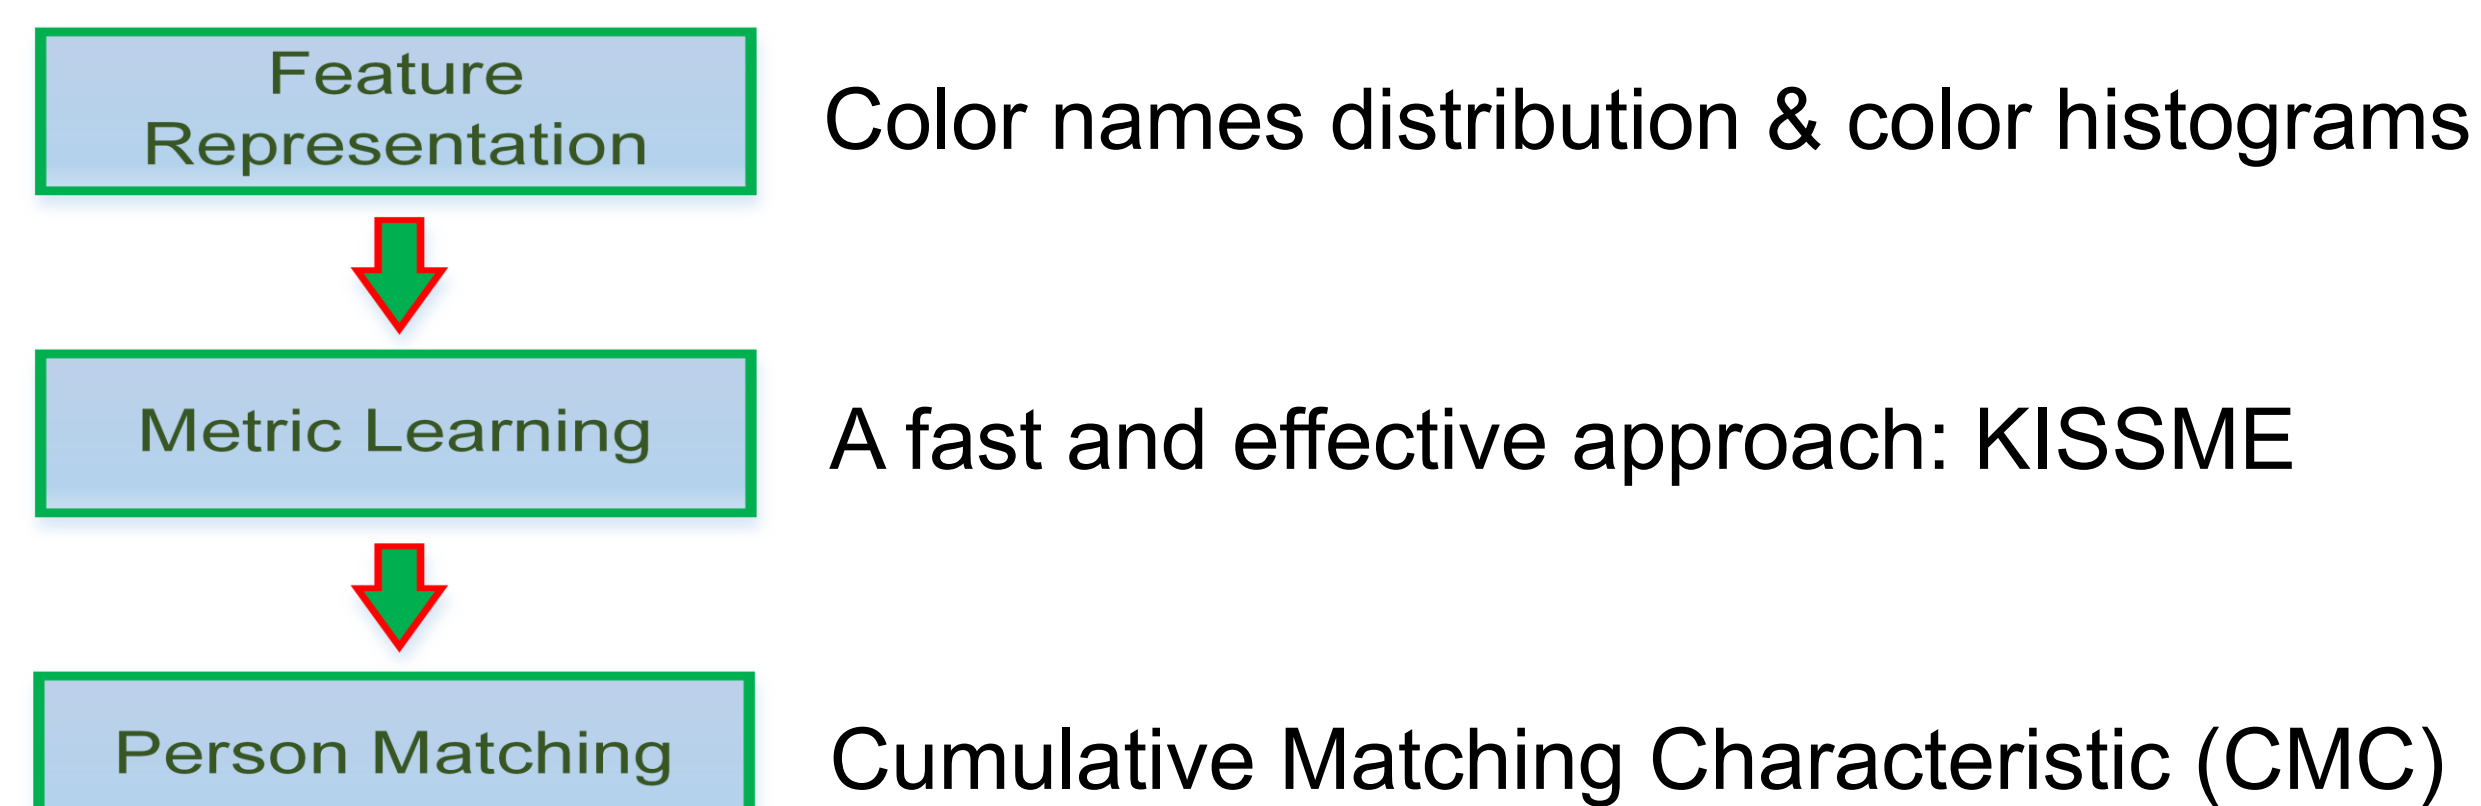 Feature
Representation
Color names distribution & color histograms
Metric Learning
A fast and effective approach: KISSME
Person Matching
Cumulative Matching Characteristic (CMC)